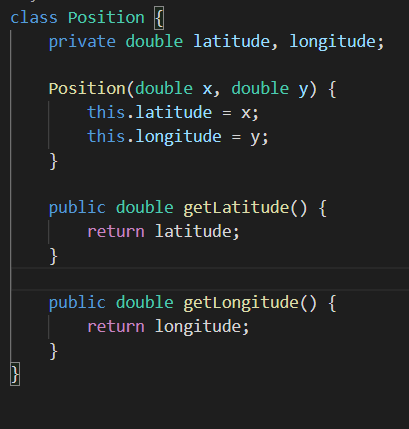 class Position {
    private double latitude, longitude;

    Position(double x, double y) {
        this.latitude = x;
        this.longitude = y;
    }

    public double getLatitude() {
        return latitude;
    }

    public double getLongitude() {
        return longitude;
    }
}